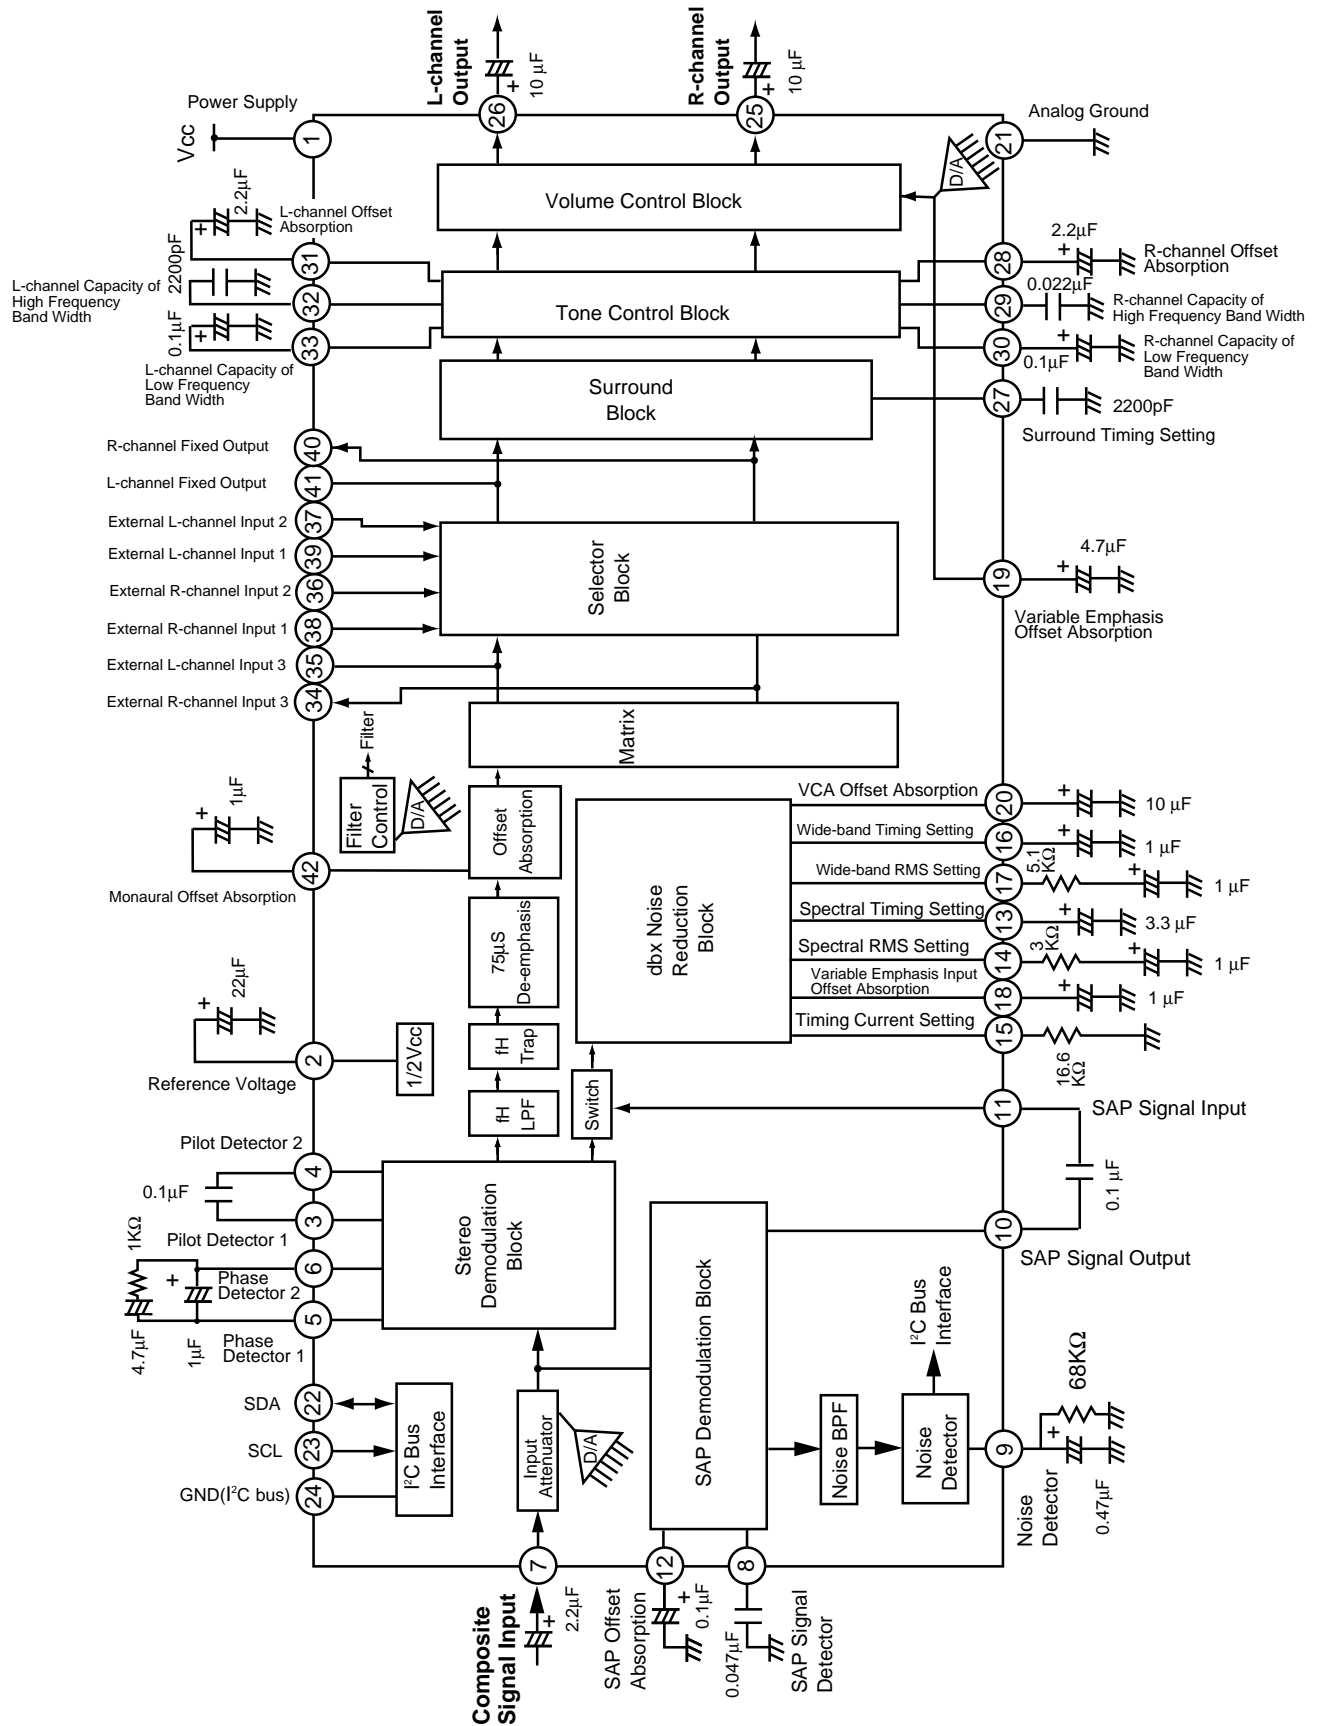 L-channel
Output
10 µF
26
R-channel
Output
10 µF
25
Power Supply
Vcc
1
Analog Ground
21
D/A
Volume Control Block
2.2µF
L-channel Offset
Absorption
31
2200pF
L-channel Capacity of
High Frequency
Band Width
32
0.1µF
33
L-channel Capacity of
Low Frequency
Band Width
Tone Control Block
28
2.2µF
R-channel Offset
Absorption
29
0.022µF
R-channel Capacity of
High Frequency Band Width
30
0.1µF
R-channel Capacity of
Low Frequency
Band Width
Surround
Block
27
2200pF
Surround Timing Setting
R-channel Fixed Output
40
L-channel Fixed Output
41
External L-channel Input 2
37
External L-channel Input 1
39
External R-channel Input 2
36
External R-channel Input 1
38
External L-channel Input 3
35
External R-channel Input 3
34
Selector
Block
19
4.7µF
Variable Emphasis
Offset Absorption
Matrix
Filter
Filter
Control
D/A
1µF
42
Monaural Offset Absorption
Offset
Absorption
75µS
De-emphasis
fH
Trap
fH
LPF
dbx Noise
Reduction
Block
Switch
VCA Offset Absorption
20
10 µF
Wide-band Timing Setting
16
1 µF
Wide-band RMS Setting
17
5.1
KΩ
1 µF
Spectral Timing Setting
13
3.3 µF
Spectral RMS Setting
14
3
KΩ
1 µF
Variable Emphasis Input
Offset Absorption
18
1 µF
Timing Current Setting
15
16.6
KΩ
22µF
2
Reference Voltage
1/2Vcc
11
SAP Signal Input
0.1 µF
10
SAP Signal Output
Pilot Detector 2
4
0.1µF
3
Pilot Detector 1
1KΩ
6
Phase
Detector 2
5
4.7µF
1µF
Phase
Detector 1
Stereo
Demodulation
Block
SAP Demodulation Block
SDA
22
SCL
23
GND(I²C bus)
24
I²C Bus
Interface
Input
Attenuator
D/A
Noise BPF
Noise
Detector
I²C Bus
Interface
9
68KΩ
Noise
Detector
0.47µF
7
Composite
Signal Input
2.2µF
12
SAP Offset
Absorption
0.1µF
8
0.047µF
SAP Signal
Detector